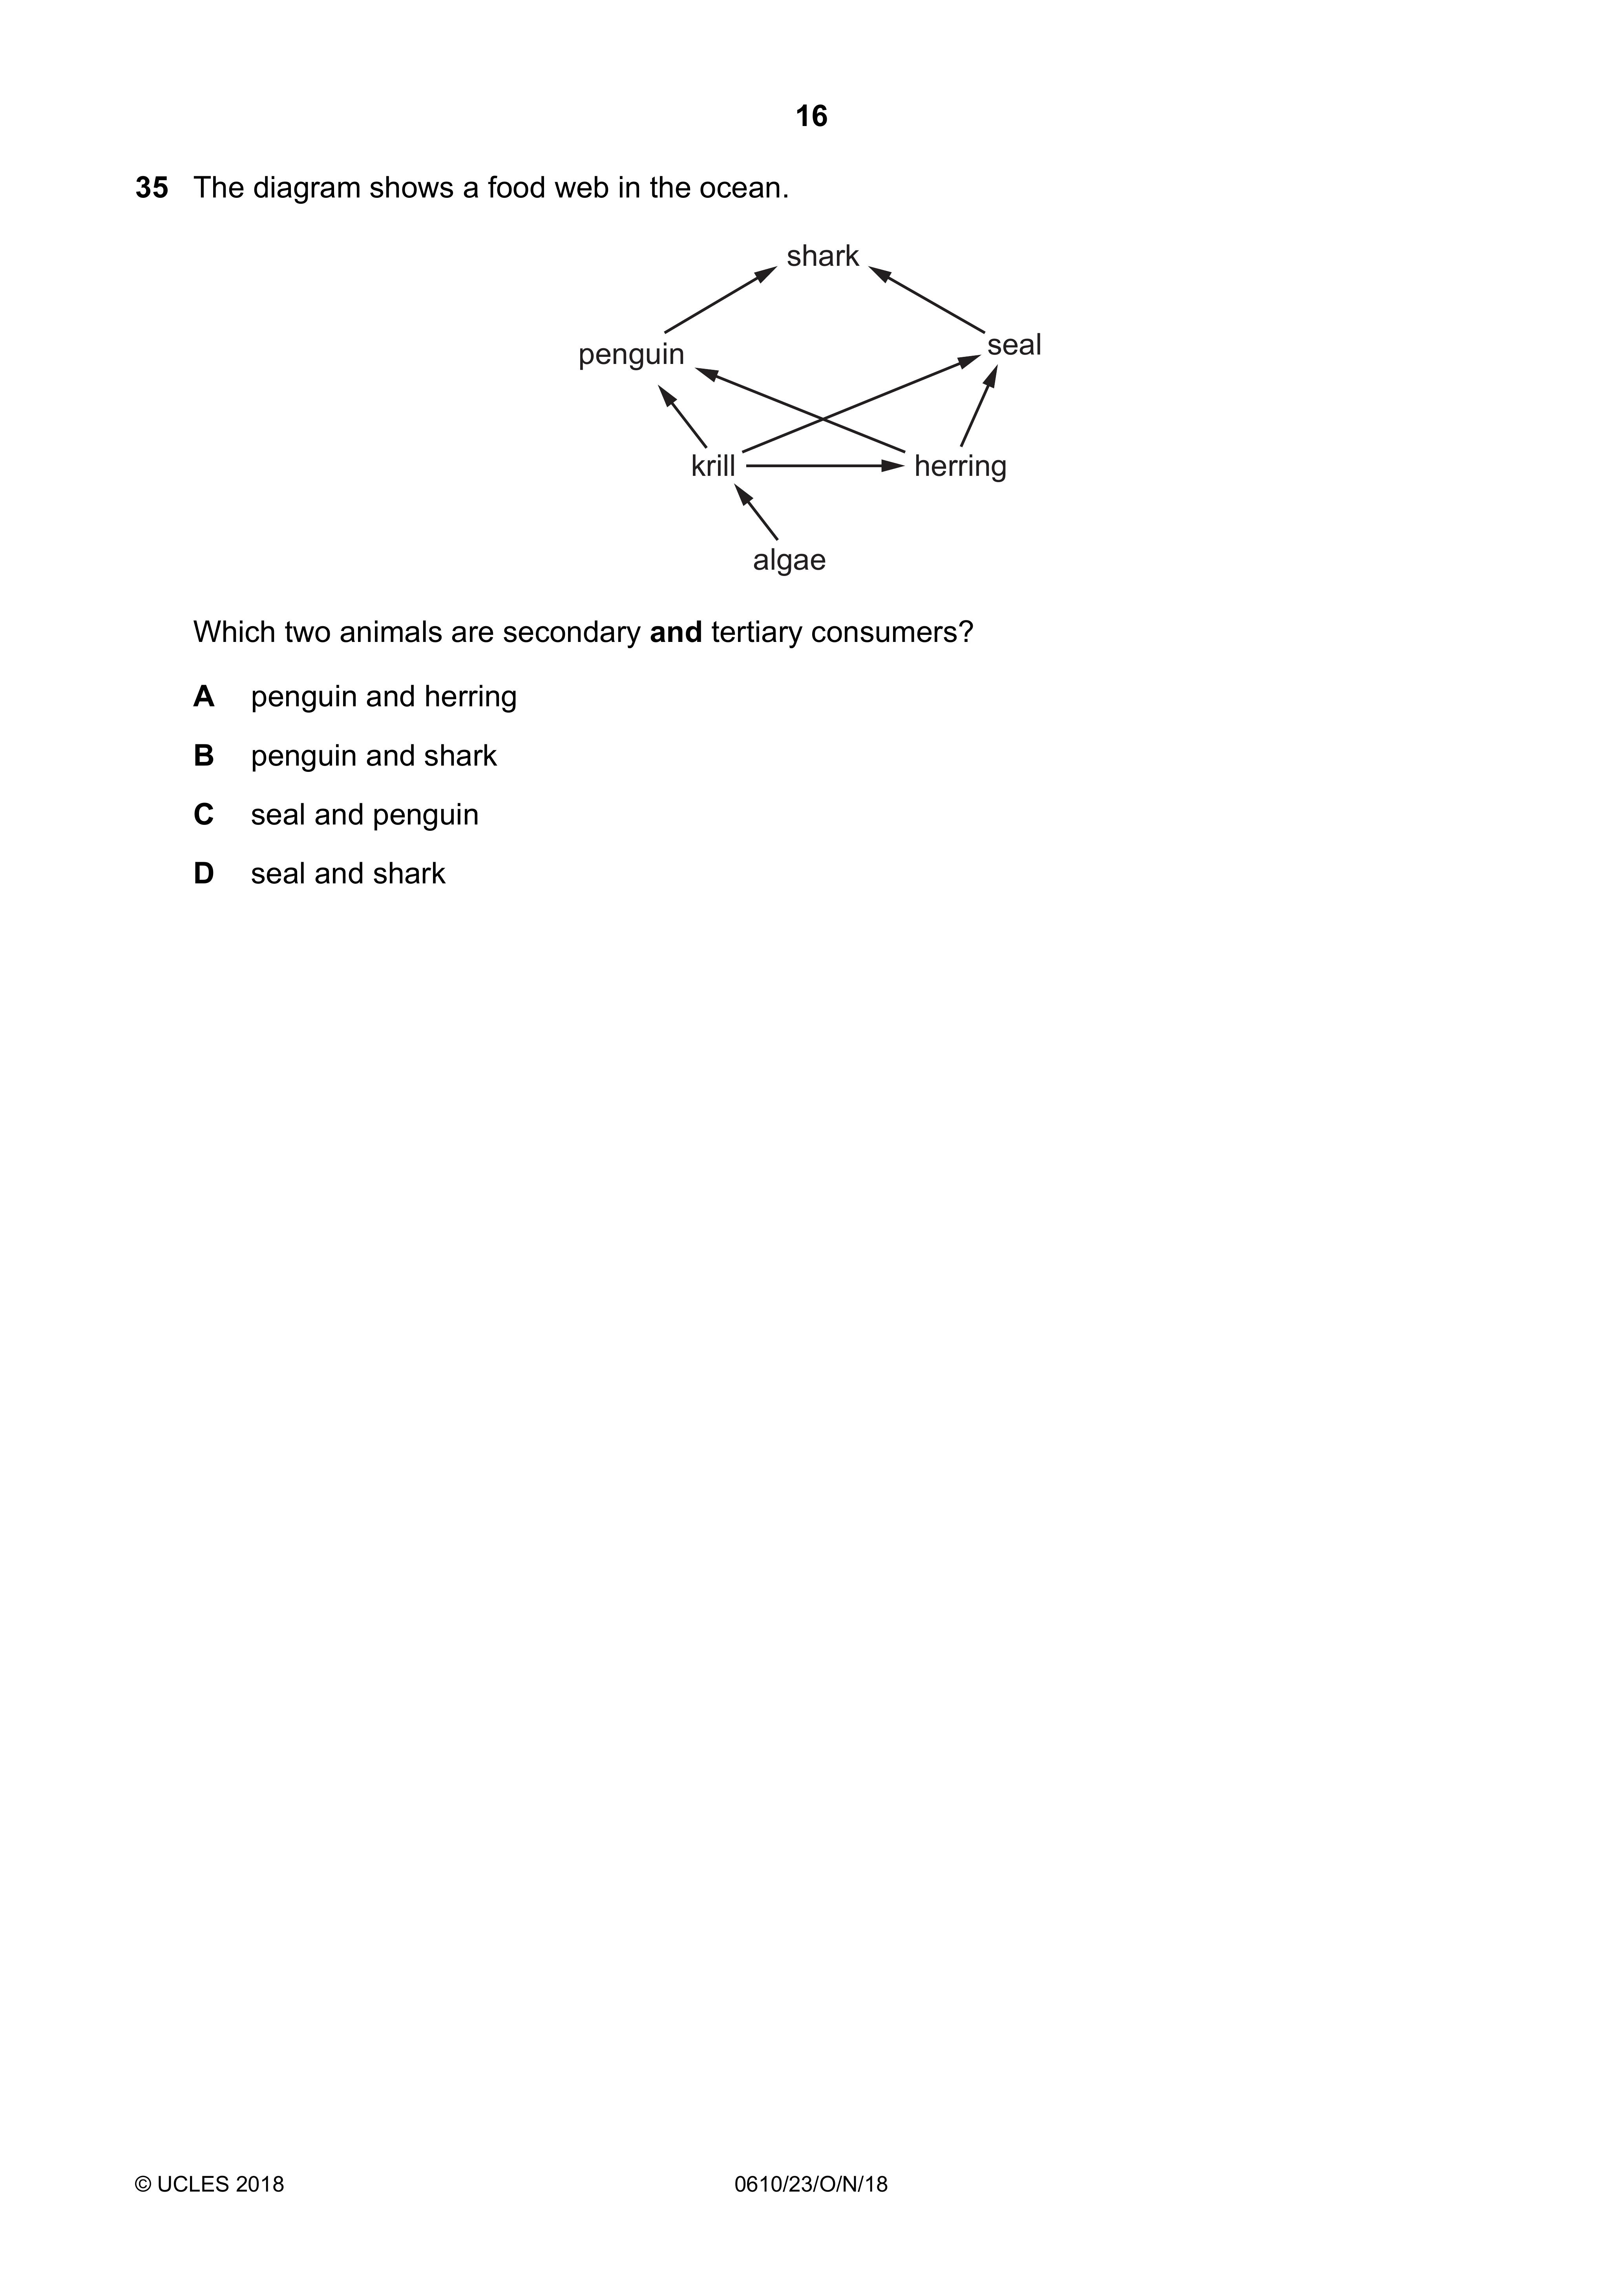 16
35 The diagram shows a food web in the ocean.
shark
penguin
seal
krill
herring
algae
Which two animals are secondary and tertiary consumers?
A penguin and herring
B penguin and shark
C seal and penguin
D seal and shark
© UCLES 2018
0610/23/O/N/18